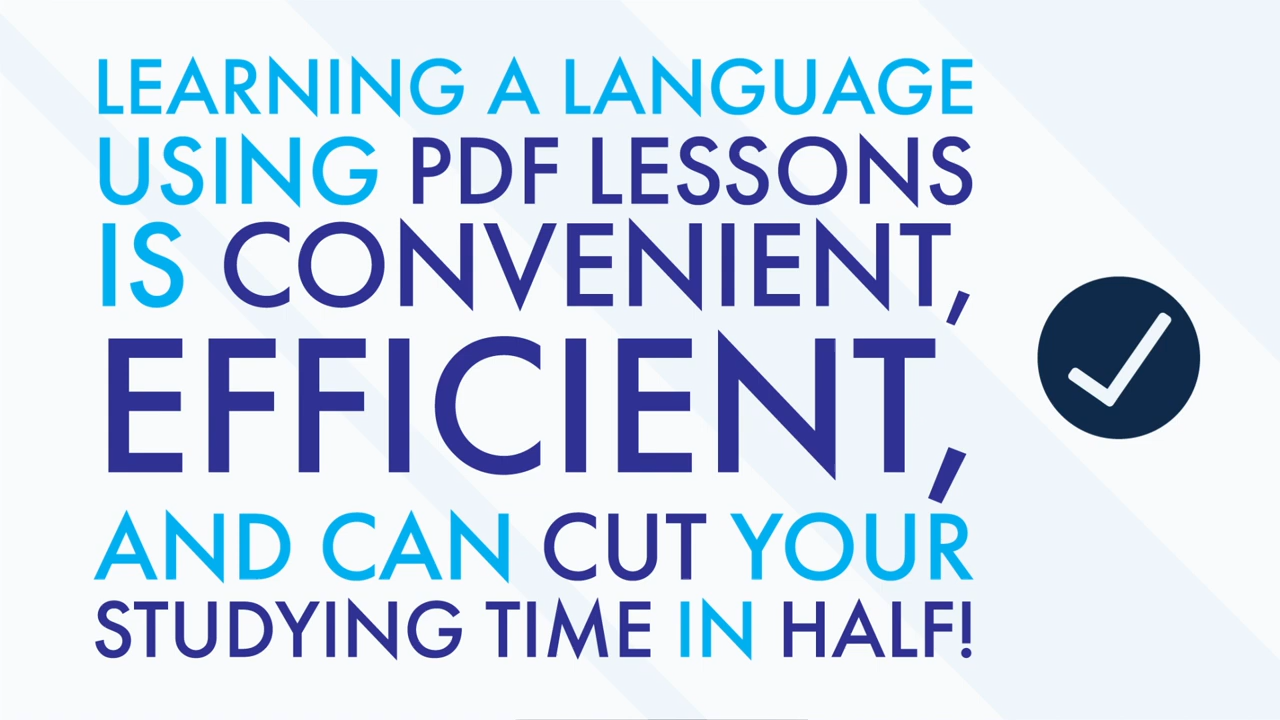 LEARNING A LANGUAGE
USING PDF LESSONS
IS CONVENIENT,
EFFICIENT,
AND CAN CUT YOUR
STUDYING TIME IN HALF!